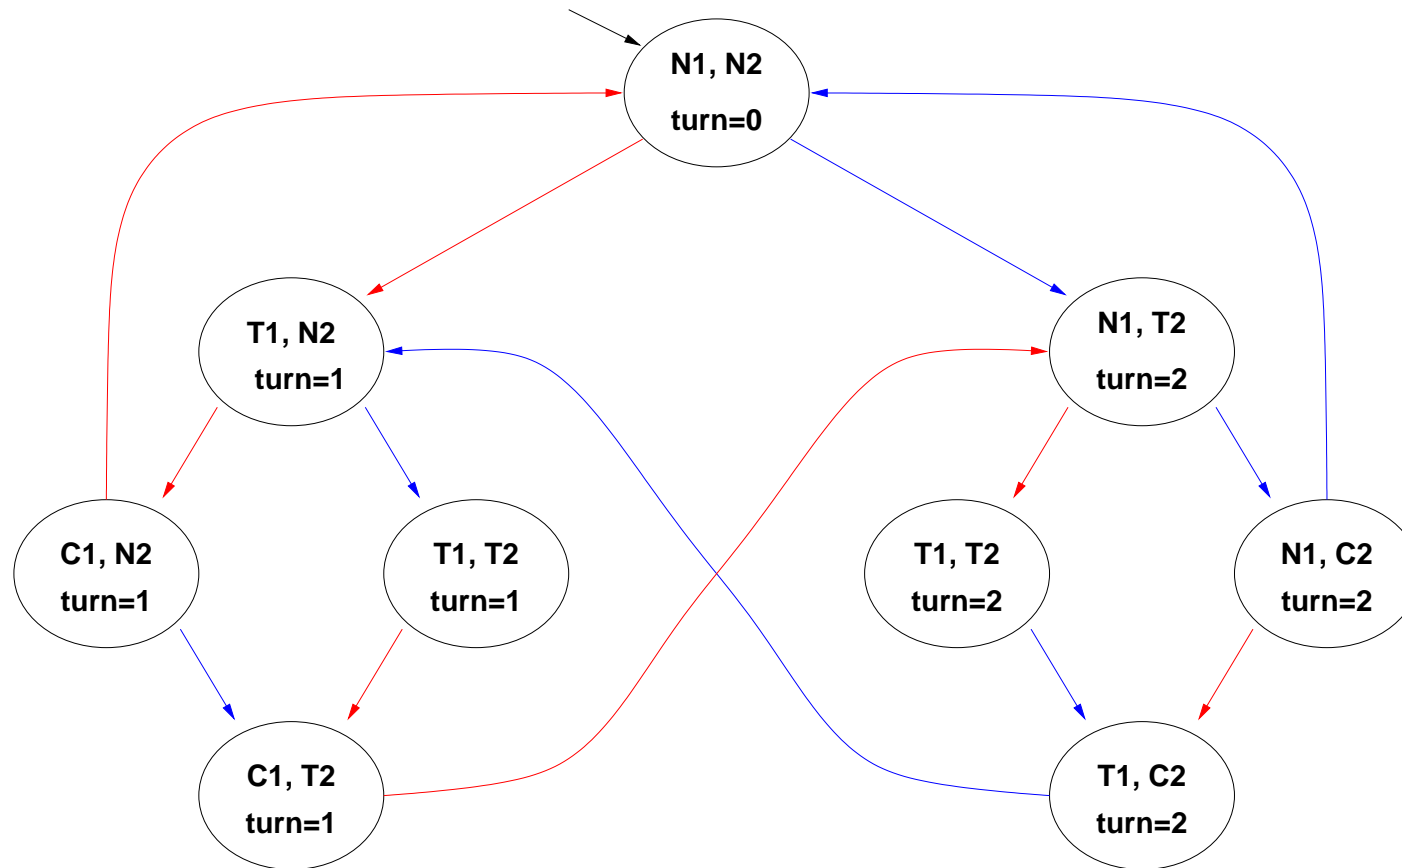 N1, N2
turn=0
T1, N2
turn=1
N1, T2
turn=2
C1, N2
turn=1
T1, T2
turn=1
T1, T2
turn=2
N1, C2
turn=2
C1, T2
turn=1
T1, C2
turn=2